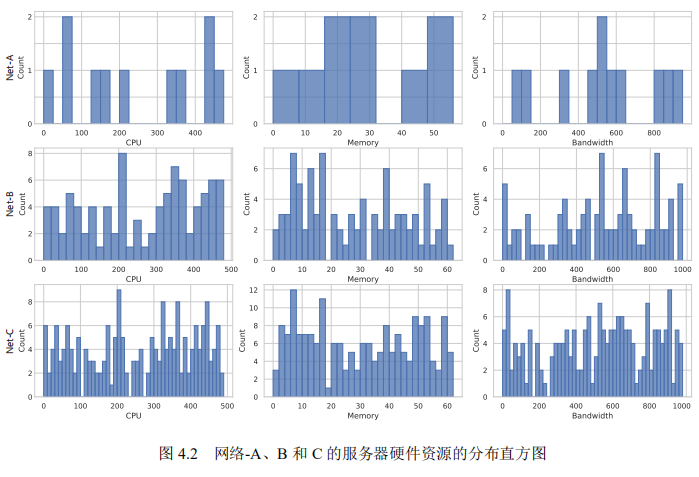 2
1
0
Net-A
Count
0 100 200 300 400
CPU
2
1
0
Count
0 10 20 30 40 50
Memory
2
1
0
Count
0 200 400 600 800
Bandwidth
8
6
4
2
0
Net-B
Count
0 100 200 300 400 500
CPU
6
4
2
0
Count
0 10 20 30 40 50 60
Memory
6
4
2
0
Count
0 200 400 600 800 1000
Bandwidth
8
6
4
2
0
Net-C
Count
0 100 200 300 400 500
CPU
12
10
8
6
4
2
0
Count
0 10 20 30 40 50 60
Memory
8
6
4
2
0
Count
0 200 400 600 800 1000
Bandwidth
图 4.2 网络-A、B 和 C 的服务器硬件资源的分布直方图